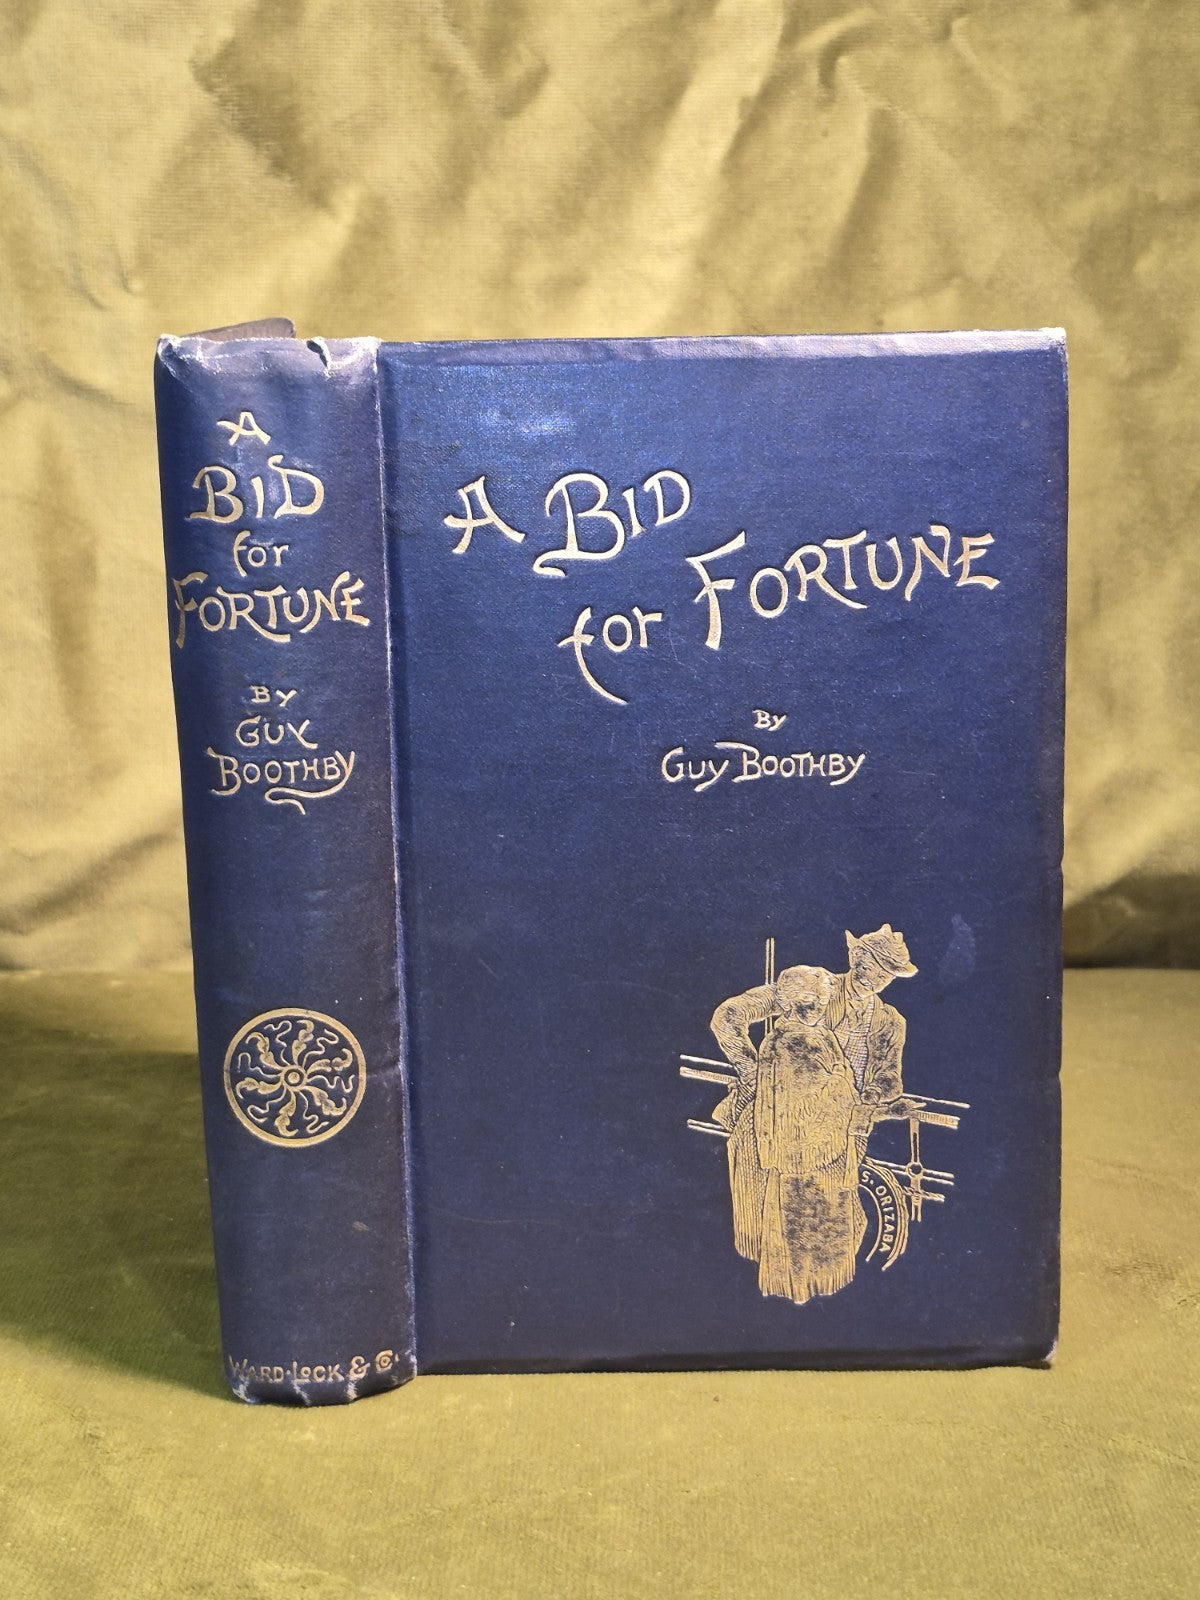 A
BID
for
FORTUNE
BY
GUY
BOOTHBY
WARD·LOCK & Co.
A BID
for FORTUNE
By
GUY BOOTHBY
S. ORIZABA